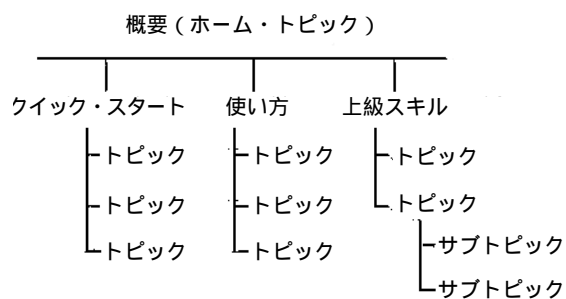 概要（ホーム・トピック）
クイック・スタート 使い方 上級スキル
トピック トピック トピック
トピック トピック トピック
トピック トピック
サブトピック
サブトピック